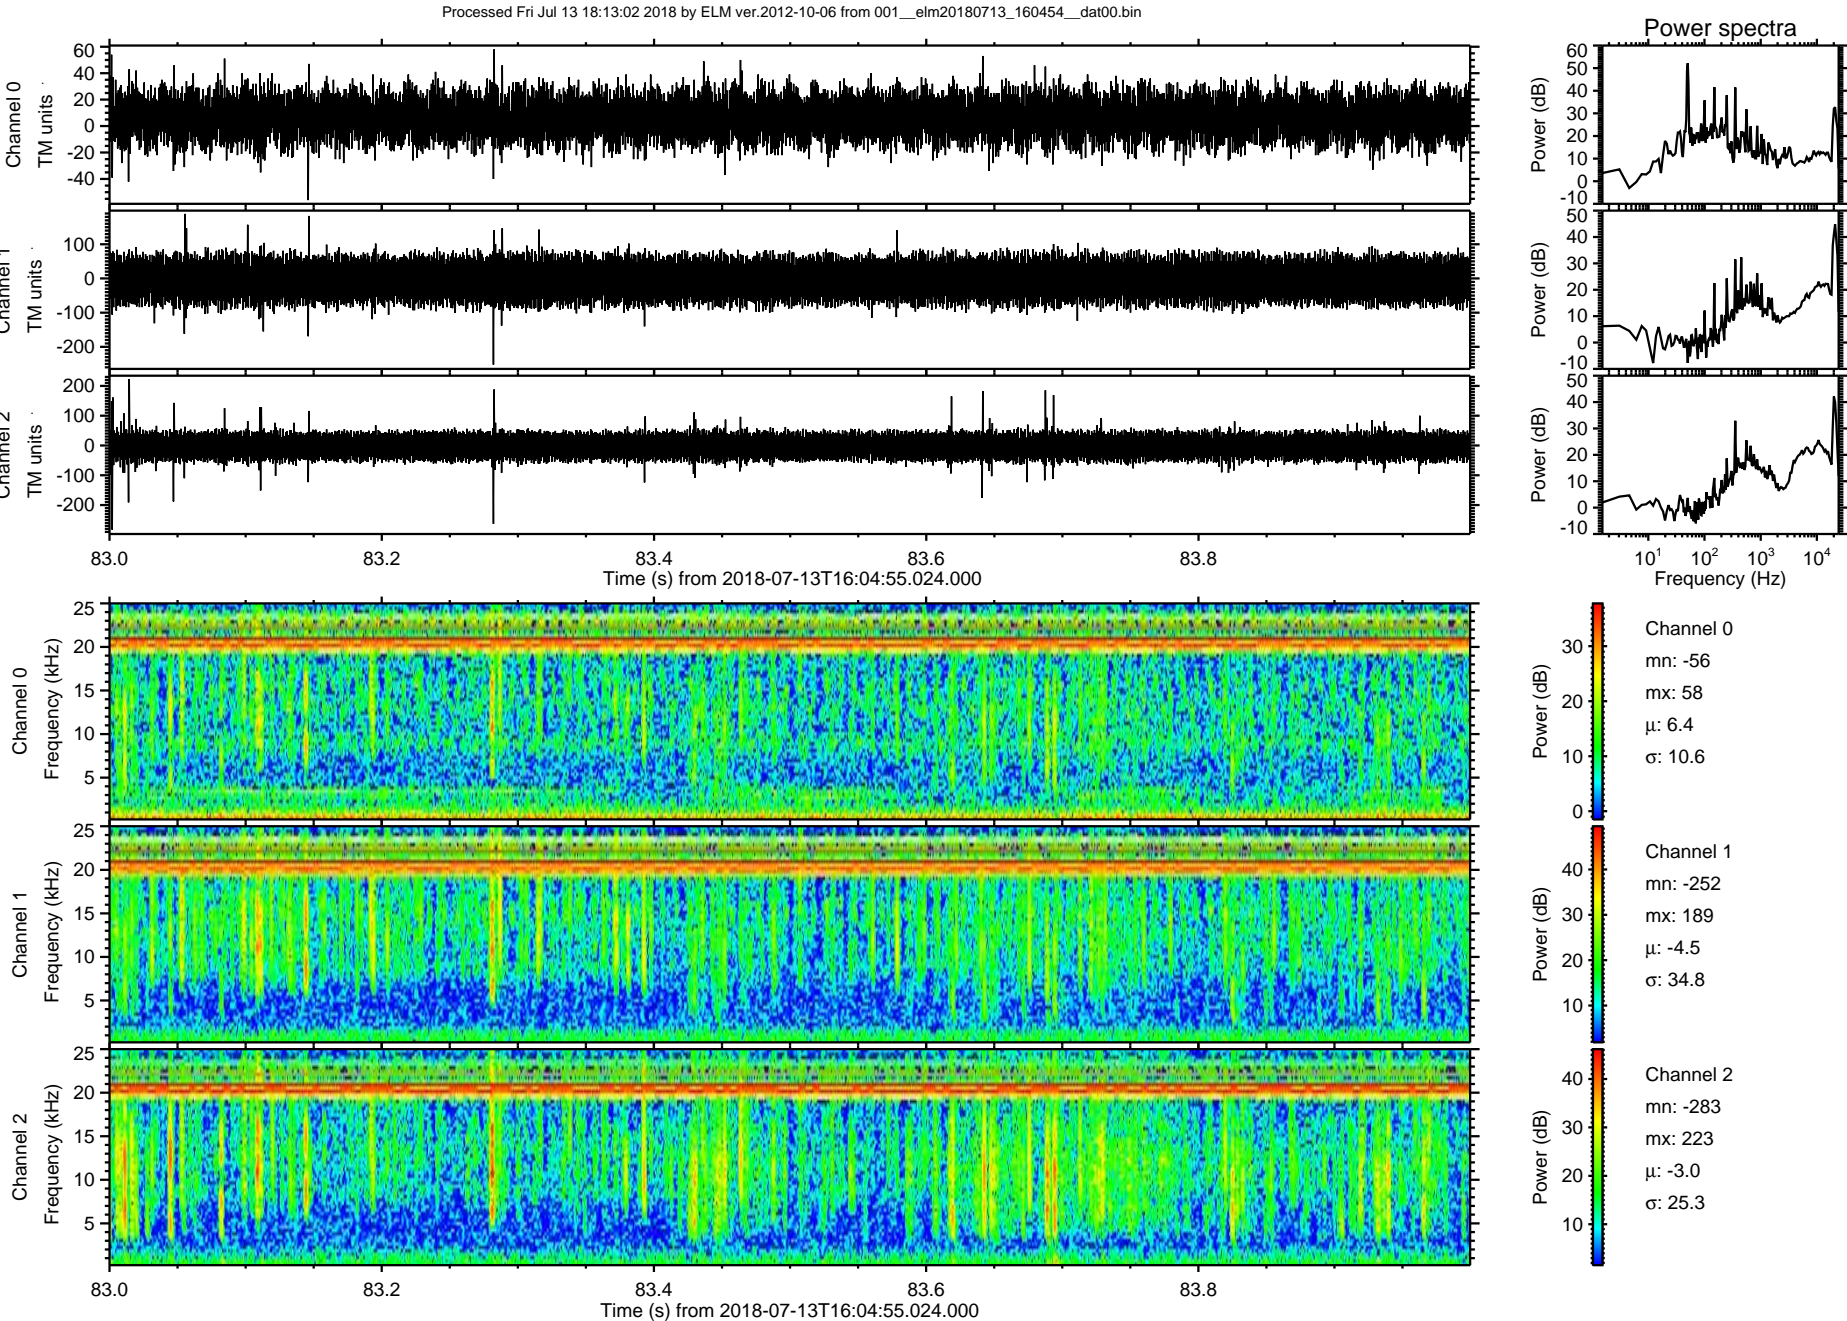 Processed Fri Jul 13 18:13:02 2018 by ELM ver.2012-10-06 from 001__elm20180713_160454__dat00.bin
Power spectra
Channel 0
TM units
60
40
20
0
-20
-40
Power (dB)
60
50
40
30
20
10
0
-10
Channel 1
TM units
100
0
-100
-200
Power (dB)
50
40
30
20
10
0
-10
Channel 2
TM units
200
100
0
-100
-200
Power (dB)
50
40
30
20
10
0
-10
83.0 83.2 83.4 83.6 83.8
Time (s) from 2018-07-13T16:04:55.024.000
10¹ 10² 10³ 10⁴
Frequency (Hz)
Channel 0
Frequency (kHz)
25
20
15
10
5
Power (dB)
30
20
10
0
Channel 0
mn: -56
mx: 58
μ: 6.4
σ: 10.6
Channel 1
Frequency (kHz)
25
20
15
10
5
Power (dB)
40
30
20
10
Channel 1
mn: -252
mx: 189
μ: -4.5
σ: 34.8
Channel 2
Frequency (kHz)
25
20
15
10
5
Power (dB)
40
30
20
10
Channel 2
mn: -283
mx: 223
μ: -3.0
σ: 25.3
83.0 83.2 83.4 83.6 83.8
Time (s) from 2018-07-13T16:04:55.024.000